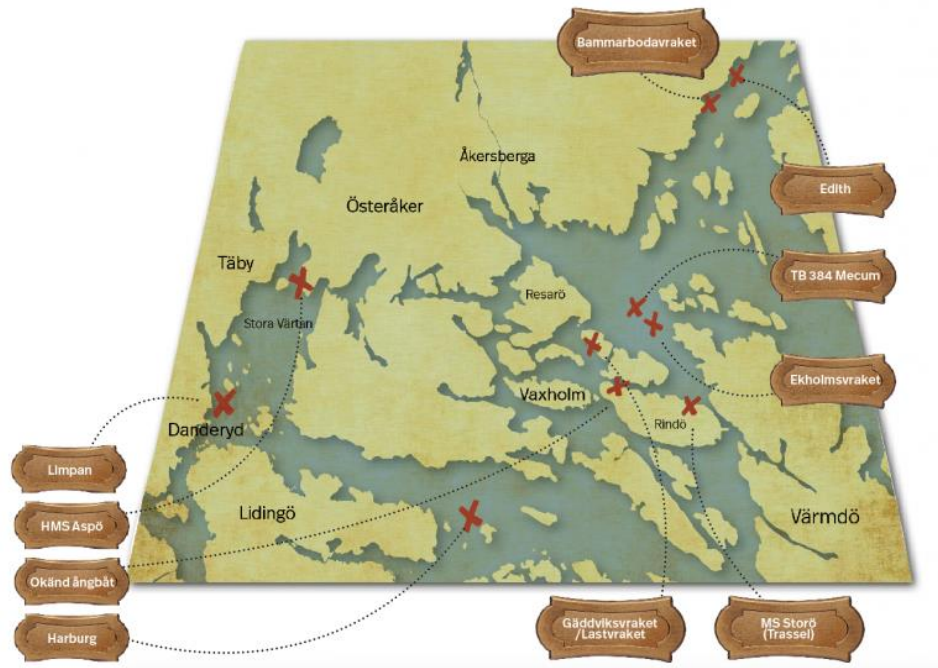 Bammarbodavraket
Åkersberga
Edith
Österåker
Täby
TB 384 Mecum
Resarö
Stora Värtan
Ekholmsvraket
Vaxholm
Rindö
Danderyd
Limpan
Lidingö
Värmdö
HMS Aspö
Okänd ångbåt
Harburg
Gäddviksvraket
/Lastvraket
MS Storö
(Trassel)